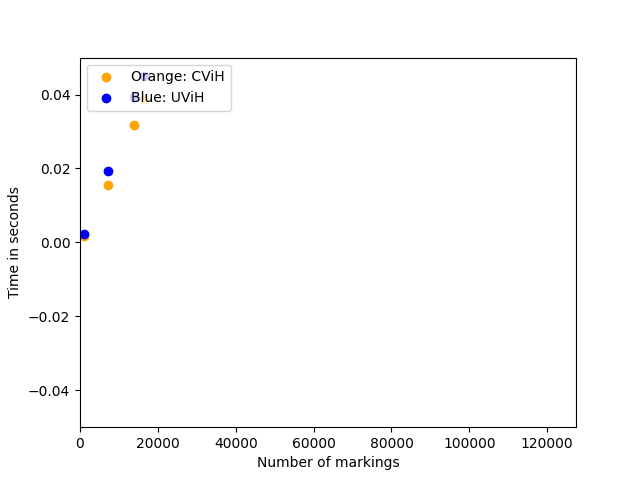 Orange: CViH
Blue: UViH
Time in seconds
0.04
0.02
0.00
−0.02
−0.04
0 20000 40000 60000 80000 100000 120000
Number of markings